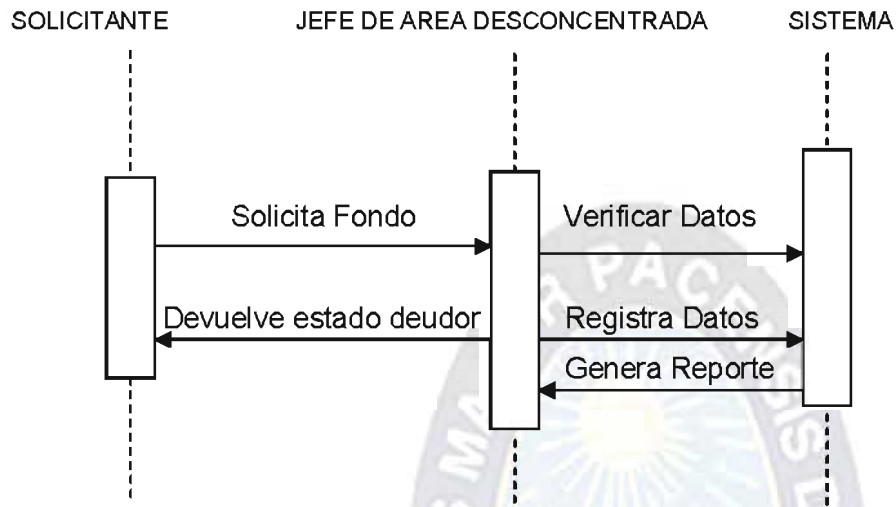 SOLICITANTE
JEFE DE AREA DESCONCENTRADA
SISTEMA
Solicita Fondo
Verificar Datos
Devuelve estado deudor
Registra Datos
Genera Reporte